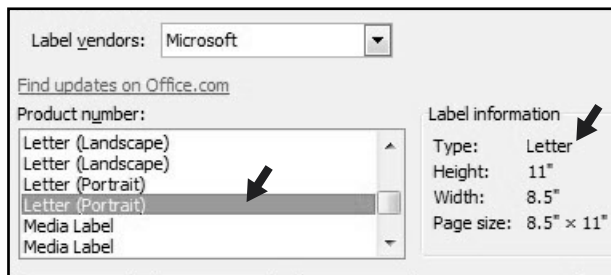 Label vendors: Microsoft
Find updates on Office.com
Product number:
Letter (Landscape)
Letter (Landscape)
Letter (Portrait)
Letter (Portrait)
Media Label
Media Label
Label information
Type: Letter
Height: 11"
Width: 8.5"
Page size: 8.5" × 11"